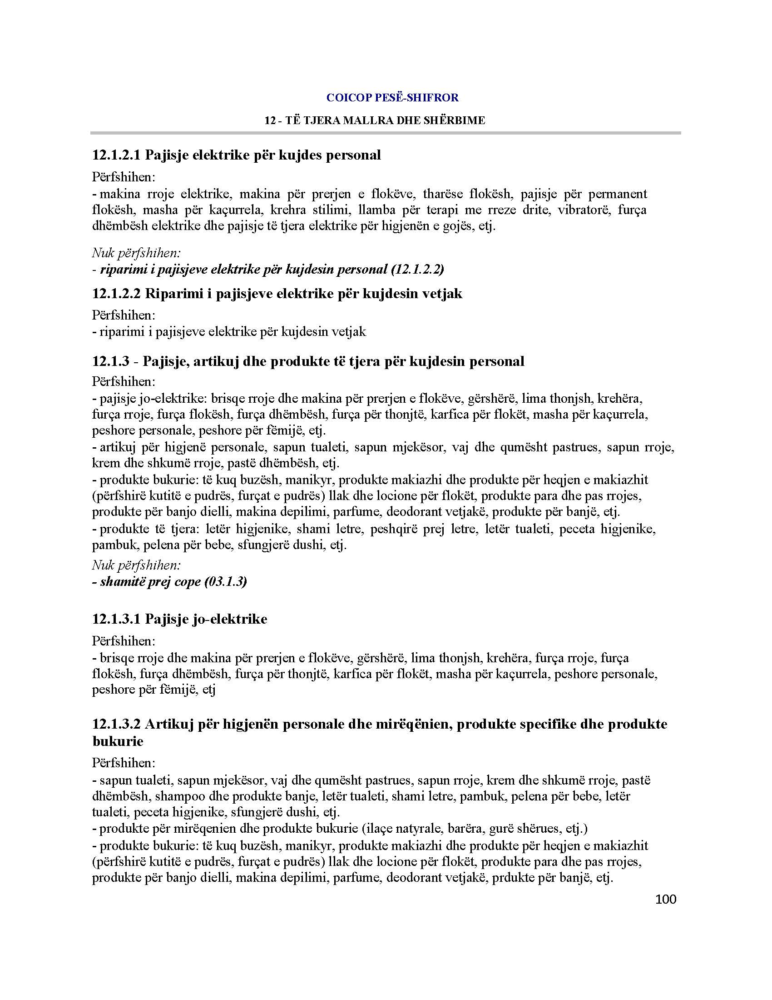 COICOP PESË-SHIFROR
12 - TË TJERA MALLRA DHE SHËRBIME
12.1.2.1 Pajisje elektrike për kujdes personal
Përfshihen:
- makina rroje elektrike, makina për prerjen e flokëve, tharëse flokësh, pajisje për permanent
flokësh, masha për kaçurrela, krehra stilimi, llamba për terapi me rreze drite, vibratorë, furça
dhëmbësh elektrike dhe pajisje të tjera elektrike për higjenën e gojës, etj.
Nuk përfshihen:
- riparimi i pajisjeve elektrike për kujdesin personal (12.1.2.2)
12.1.2.2 Riparimi i pajisjeve elektrike për kujdesin vetjak
Përfshihen:
- riparimi i pajisjeve elektrike për kujdesin vetjak
12.1.3 - Pajisje, artikuj dhe produkte të tjera për kujdesin personal
Përfshihen:
- pajisje jo-elektrike: brisqe rroje dhe makina për prerjen e flokëve, gërshërë, lima thonjsh, krehëra,
furça rroje, furça flokësh, furça dhëmbësh, furça për thonjtë, karfica për flokët, masha për kaçurrela,
peshore personale, peshore për fëmijë, etj.
- artikuj për higjenë personale, sapun tualeti, sapun mjekësor, vaj dhe qumësht pastrues, sapun rroje,
krem dhe shkumë rroje, pastë dhëmbësh, etj.
- produkte bukurie: të kuq buzësh, manikyr, produkte makiazhi dhe produkte për heqjen e makiazhit
(përfshirë kutitë e pudrës, furçat e pudrës) llak dhe locione për flokët, produkte para dhe pas rrojes,
produkte për banjo dielli, makina depilimi, parfume, deodorant vetjakë, produkte për banjë, etj.
- produkte të tjera: letër higjenike, shami letre, peshqirë prej letre, letër tualeti, peceta higjenike,
pambuk, pelena për bebe, sfungjerë dushi, etj.
Nuk përfshihen:
- shamitë prej cope (03.1.3)
12.1.3.1 Pajisje jo-elektrike
Përfshihen:
- brisqe rroje dhe makina për prerjen e flokëve, gërshërë, lima thonjsh, krehëra, furça rroje, furça
flokësh, furça dhëmbësh, furça për thonjtë, karfica për flokët, masha për kaçurrela, peshore personale,
peshore për fëmijë, etj
12.1.3.2 Artikuj për higjenën personale dhe mirëqënien, produkte specifike dhe produkte
bukurie
Përfshihen:
- sapun tualeti, sapun mjekësor, vaj dhe qumësht pastrues, sapun rroje, krem dhe shkumë rroje, pastë
dhëmbësh, shampoo dhe produkte banje, letër tualeti, shami letre, pambuk, pelena për bebe, letër
tualeti, peceta higjenike, sfungjerë dushi, etj.
- produkte për mirëqenien dhe produkte bukurie (ilaçe natyrale, barëra, gurë shërues, etj.)
- produkte bukurie: të kuq buzësh, manikyr, produkte makiazhi dhe produkte për heqjen e makiazhit
(përfshirë kutitë e pudrës, furçat e pudrës) llak dhe locione për flokët, produkte para dhe pas rrojes,
produkte për banjo dielli, makina depilimi, parfume, deodorant vetjakë, prdukte për banjë, etj.
100